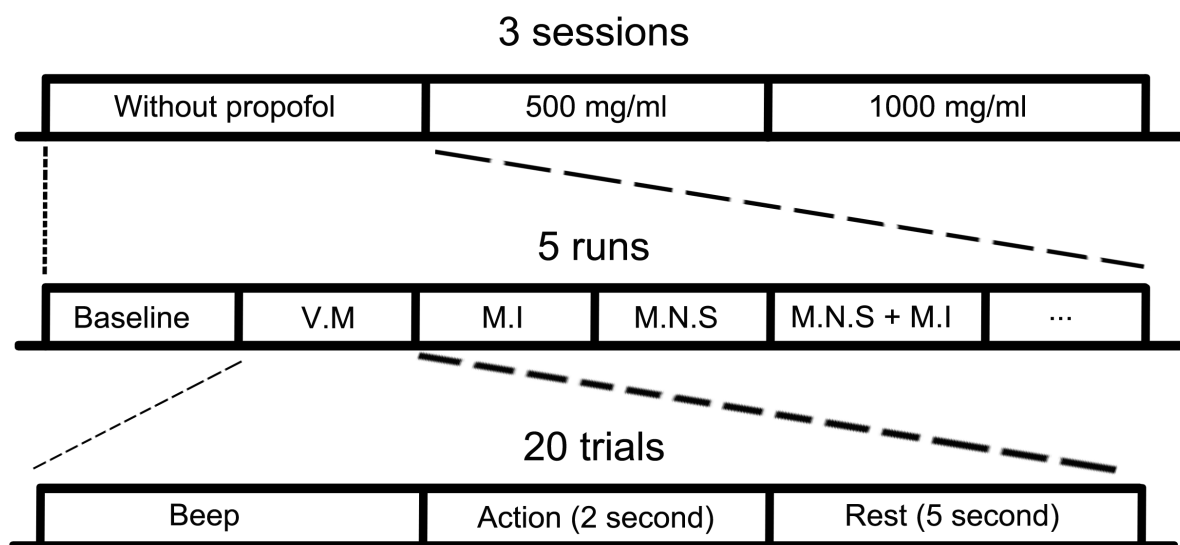 3 sessions
Without propofol 500 mg/ml 1000 mg/ml
5 runs
Baseline V.M M.I M.N.S M.N.S + M.I ...
20 trials
Beep Action (2 second) Rest (5 second)